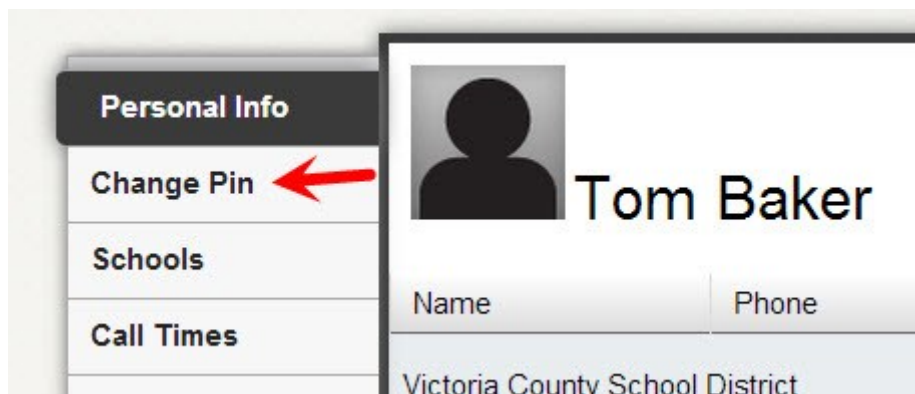 Personal Info
Change Pin
Schools
Call Times
Tom Baker
Name Phone
Victoria County School District